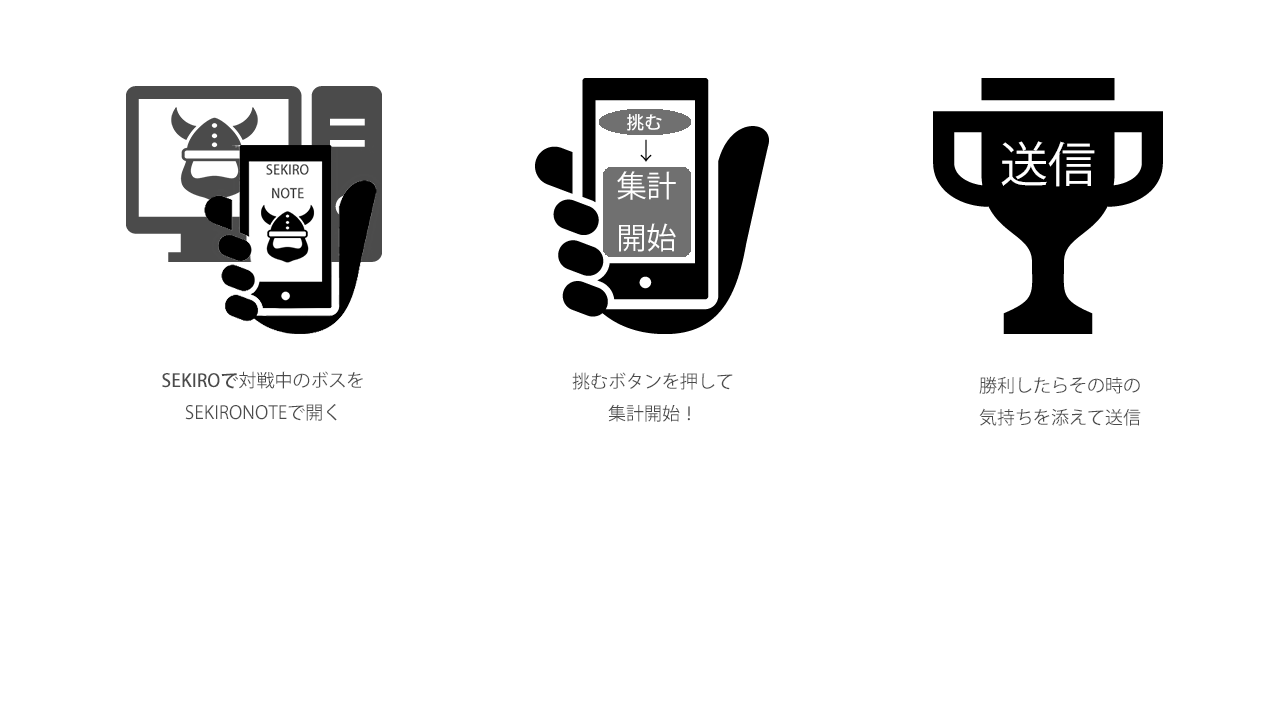 SEKIRO
NOTE
SEKIROで対戦中のボスを
SEKIRONOTEで開く
挑む
↓
集計
開始
挑むボタンを押して
集計開始！
送信
勝利したらその時の
気持ちを添えて送信